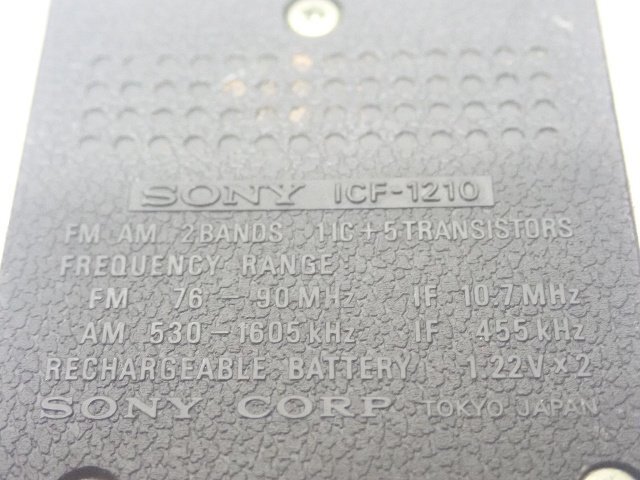 SONY ICF-1210
FM AM 2BANDS 1IC+5TRANSISTORS
FREQUENCY RANGE
FM 76-90MHz IF 10.7MHz
AM 530-1605kHz IF 455kHz
RECHARGEABLE BATTERY 1.22V×2
SONY CORP TOKYO JAPAN